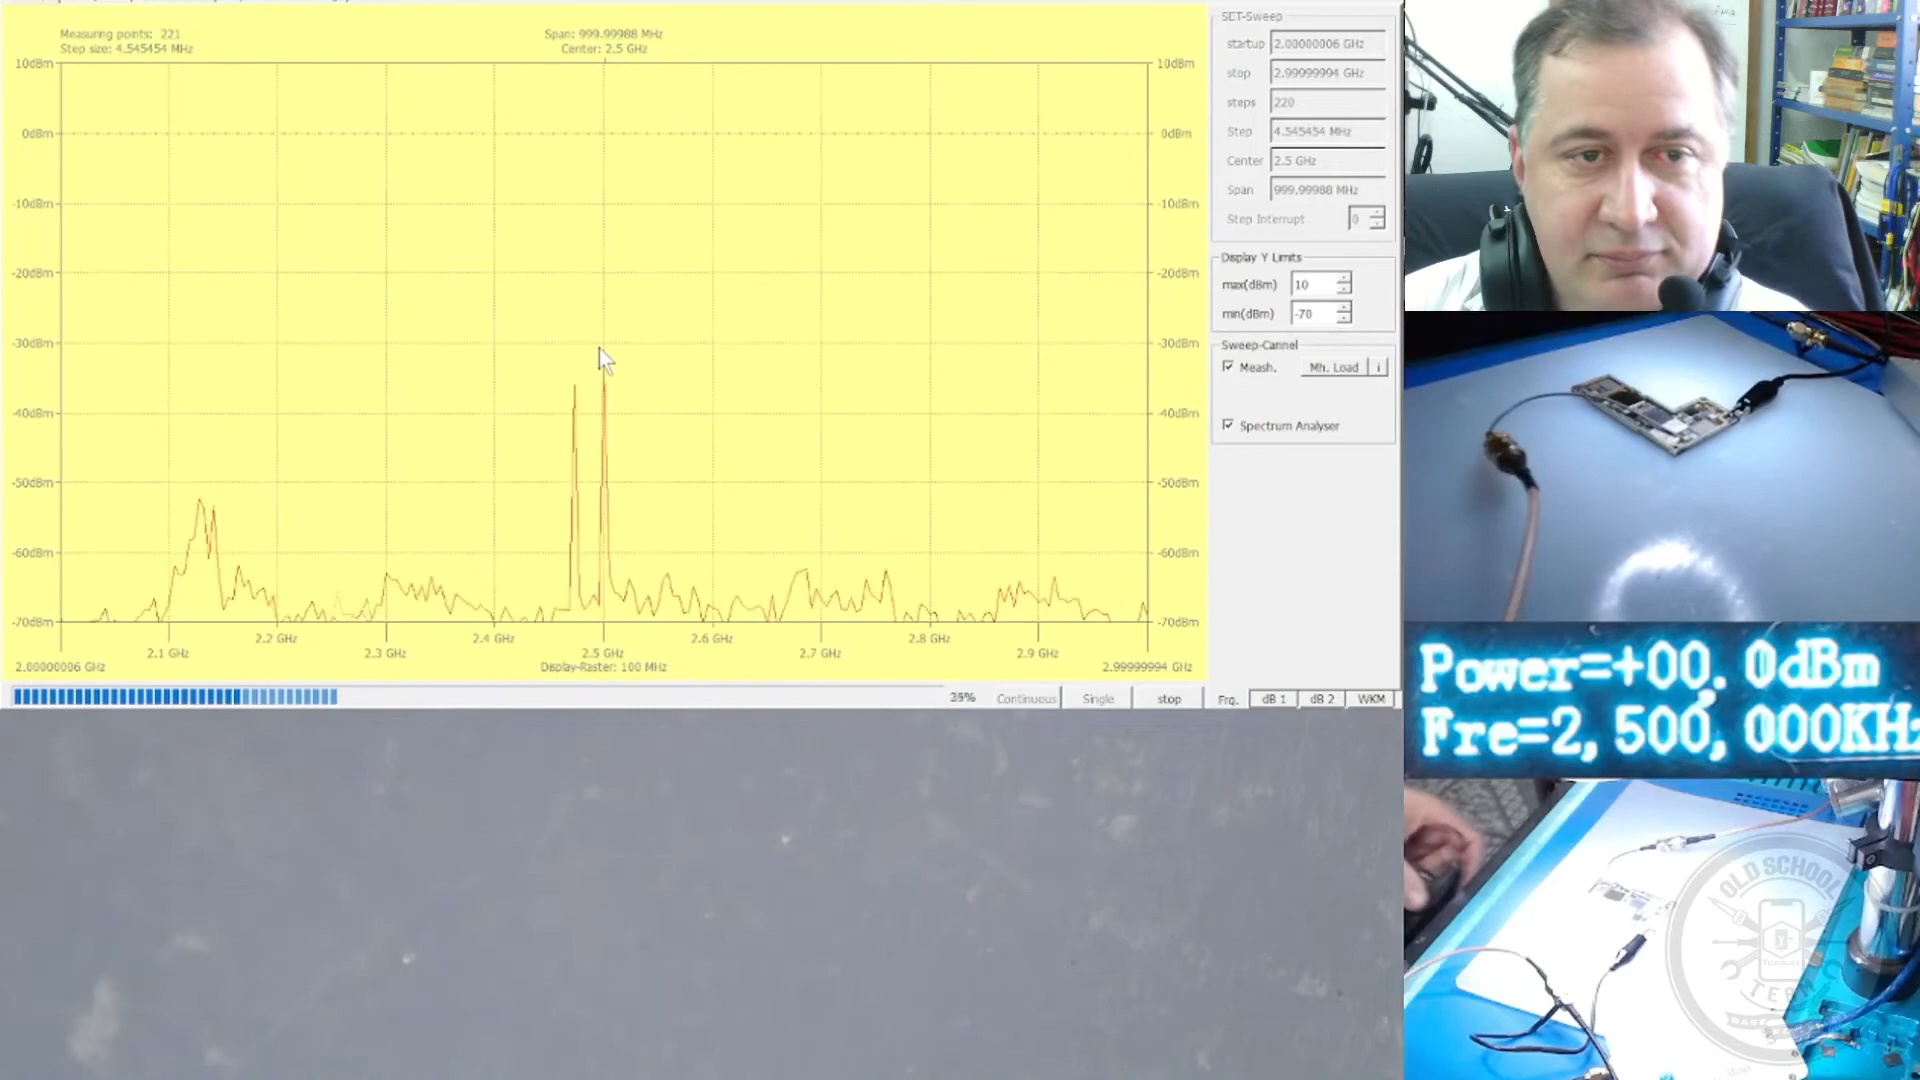 Measuring points: 221
Step size: 4.545454 MHz
Span: 999.99988 MHz
Center: 2.5 GHz
10dBm
0dBm
-10dBm
-20dBm
-30dBm
-40dBm
-50dBm
-60dBm
-70dBm
10dBm
0dBm
-10dBm
-20dBm
-30dBm
-40dBm
-50dBm
-60dBm
-70dBm
2.1 GHz
2.2 GHz
2.3 GHz
2.4 GHz
2.5 GHz
2.6 GHz
2.7 GHz
2.8 GHz
2.9 GHz
2.00000006 GHz
Display-Raster: 100 MHz
2.99999994 GHz
Continuous
Single
stop
SET-Sweep
startup 2.00000006 GHz
stop 2.99999994 GHz
steps 220
Step 4.545454 MHz
Center 2.5 GHz
Span 999.99988 MHz
Step Interrupt 0
Display Y Limits
max(dBm) 10
min(dBm) -70
Sweep-Cannel
Meash. Mh. Load i
Spectrum Analyser
Frq. dB 1 dB 2 WKM
Power=+00.0dBm
Fre=2,500,000KHz
OLD SCHOOL
TEAM